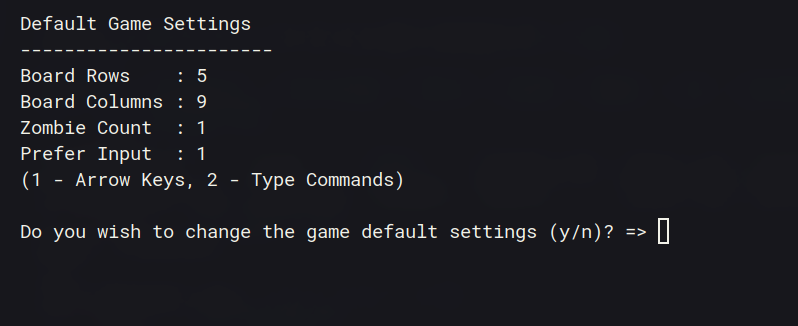 Default Game Settings
-----------------------
Board Rows    : 5
Board Columns : 9
Zombie Count  : 1
Prefer Input  : 1
(1 - Arrow Keys, 2 - Type Commands)
Do you wish to change the game default settings (y/n)? =>